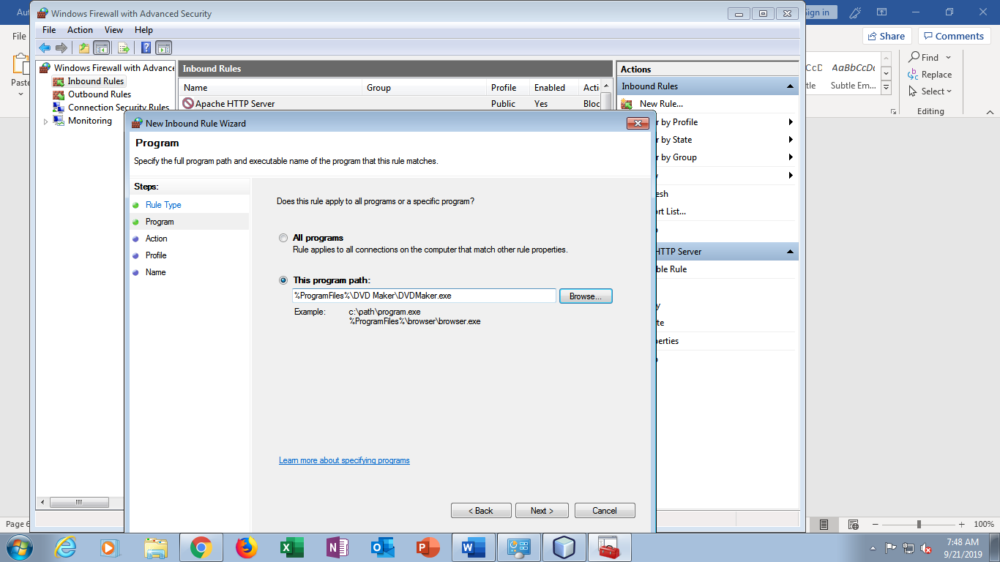 Aut
Windows Firewall with Advanced Security
Sign in
File
File Action View Help
Share Comments
Paste
Windows Firewall with Advance
Inbound Rules
Outbound Rules
Connection Security Rules
Monitoring
Inbound Rules
Name Group Profile Enabled Acti
Apache HTTP Server Public Yes Bloc
Actions
Inbound Rules
New Rule...
r by Profile
r by State
r by Group
esh
ort List...
HTTP Server
ble Rule
y
te
perties
AaBbCcDc
Subtle Em...
Find
Replace
Select
Editing
New Inbound Rule Wizard
Program
Specify the full program path and executable name of the program that this rule matches.
Steps:
Rule Type
Program
Action
Profile
Name
Does this rule apply to all programs or a specific program?
All programs
Rule applies to all connections on the computer that match other rule properties.
This program path:
%ProgramFiles%\DVD Maker\DVDMaker.exe
Browse...
Example: c:\path\program.exe
%ProgramFiles%\browser\browser.exe
Learn more about specifying programs
< Back Next > Cancel
Page 6
100%
7:48 AM
9/21/2019